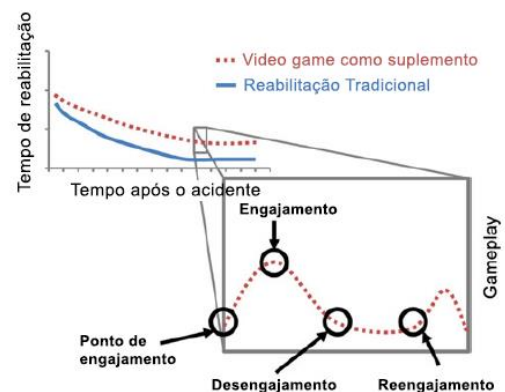 Tempo de reabilitação
Video game como suplemento
Reabilitação Tradicional
Tempo após o acidente
Engajamento
Gameplay
Ponto de
engajamento
Desengajamento
Reengajamento